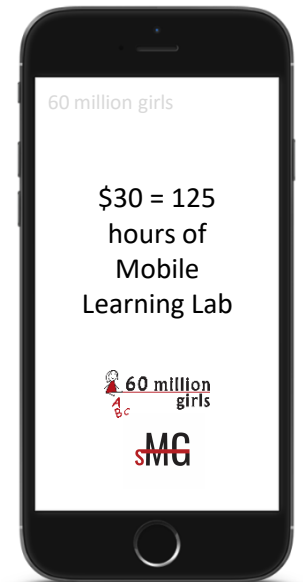 60 million girls
$30 = 125
hours of
Mobile
Learning Lab
60 million
girls
A
B C
sMG